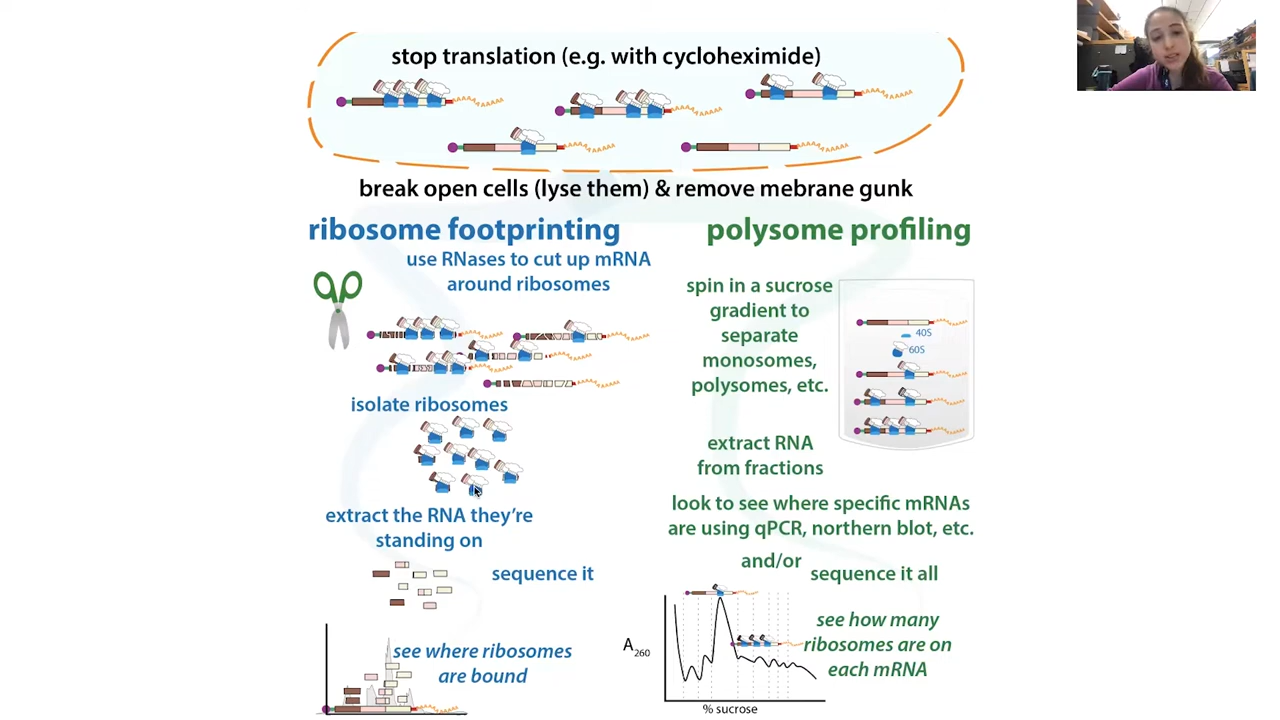 stop translation (e.g. with cycloheximide)
break open cells (lyse them) & remove mebrane gunk
ribosome footprinting
use RNases to cut up mRNA
around ribosomes
isolate ribosomes
extract the RNA they're
standing on
sequence it
see where ribosomes
are bound
polysome profiling
spin in a sucrose
gradient to
separate
monosomes,
polysomes, etc.
40S
60S
extract RNA
from fractions
look to see where specific mRNAs
are using qPCR, northern blot, etc.
and/or
sequence it all
see how many
ribosomes are on
each mRNA
A260
% sucrose